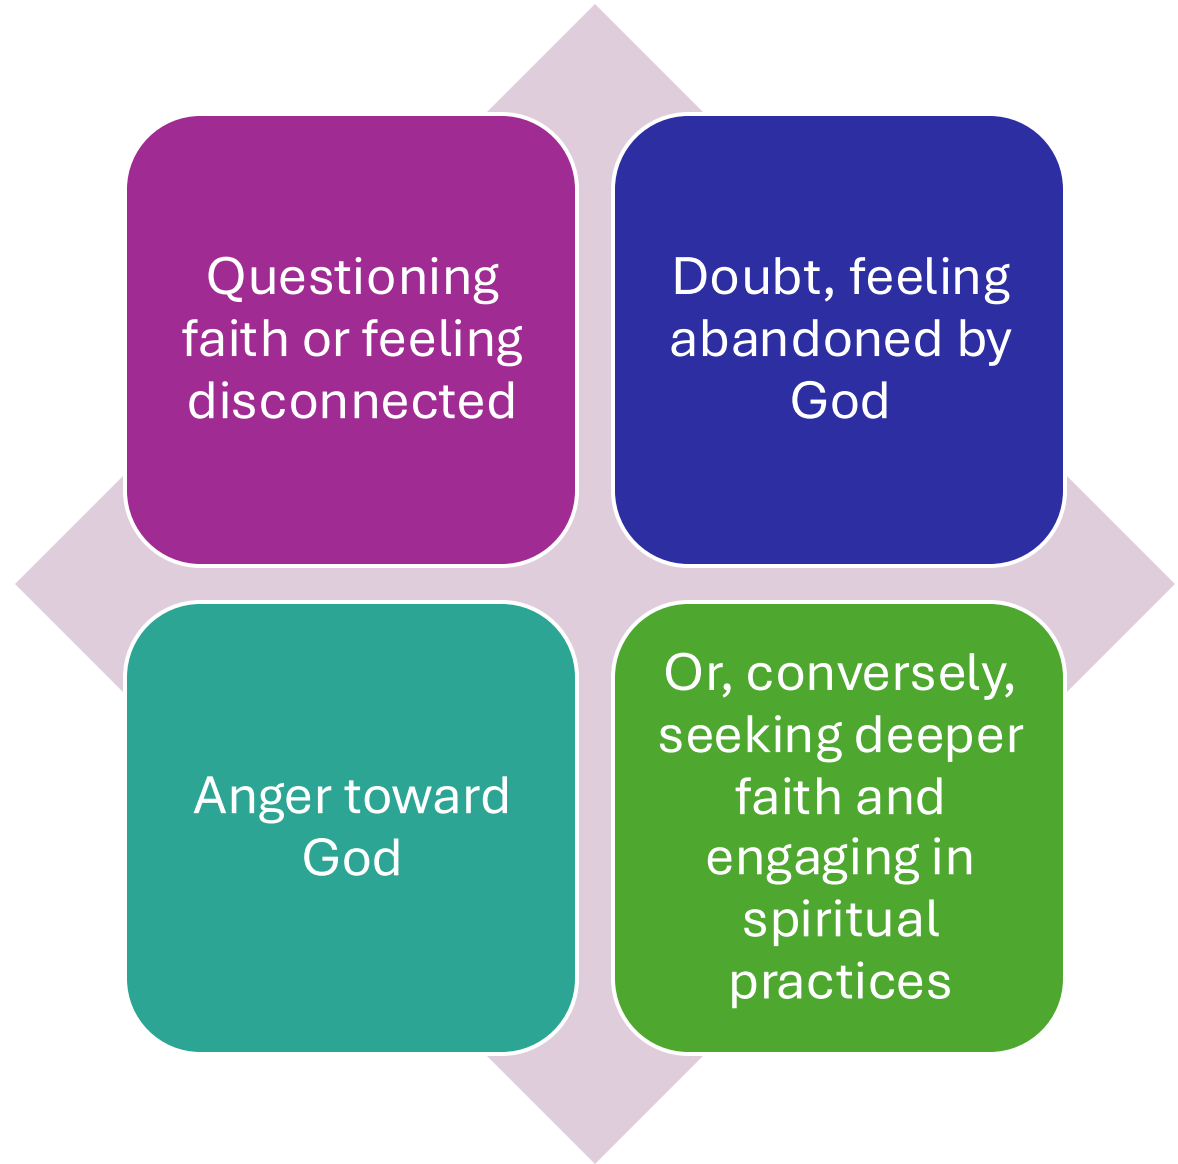 Questioning
faith or feeling
disconnected
Doubt, feeling
abandoned by
God
Anger toward
God
Or, conversely,
seeking deeper
faith and
engaging in
spiritual
practices